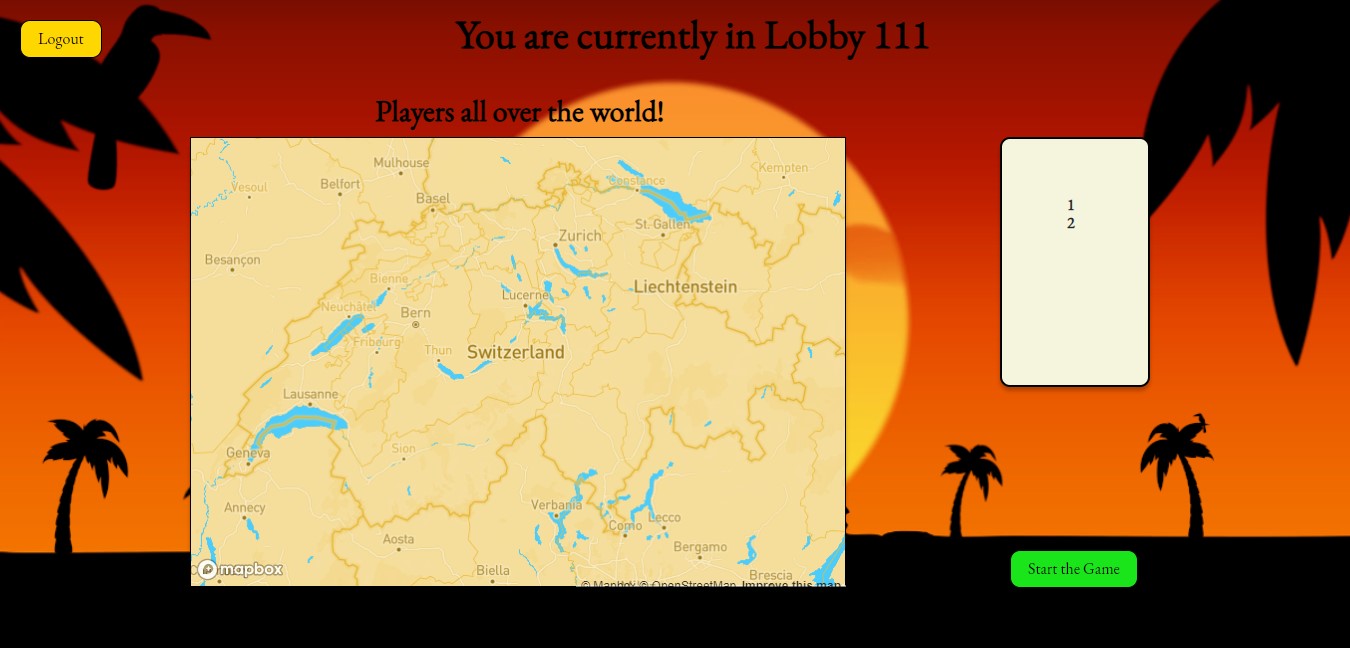 Logout
You are currently in Lobby 111
Players all over the world!
Mulhouse
Kempten
Constance
Vesoul
Belfort
Basel
St. Gallen
Zurich
Besançon
Bienne
Liechtenstein
Lucerne
Neuchâtel
Bern
Fribourg
Thun
Switzerland
Lausanne
Geneva
Sion
Annecy
Verbania
Lecco
Como
Aosta
Bergamo
Biella
Brescia
mapbox
© Mapbox © OpenStreetMap Improve this map
1
2
Start the Game